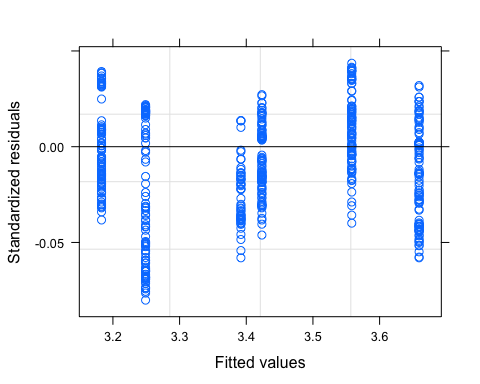 Standardized residuals
0.00
-0.05
3.2 3.3 3.4 3.5 3.6
Fitted values